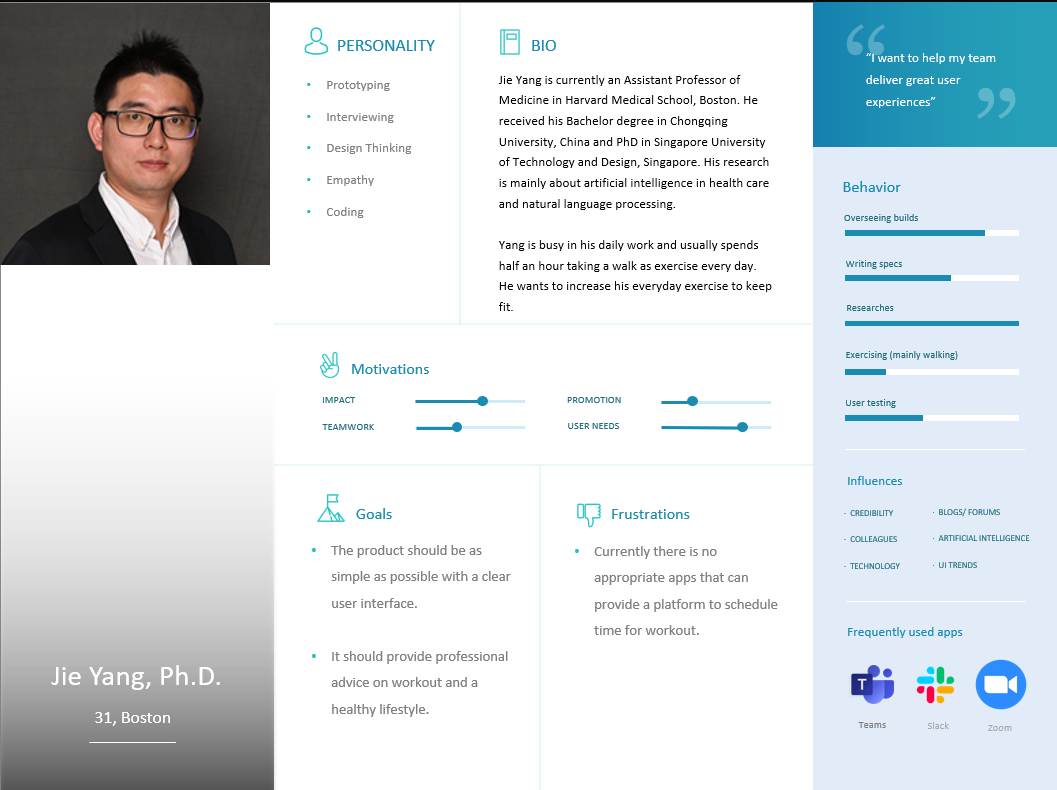 Jie Yang, Ph.D.
31, Boston
PERSONALITY
• Prototyping
• Interviewing
• Design Thinking
• Empathy
• Coding
BIO
Jie Yang is currently an Assistant Professor of
Medicine in Harvard Medical School, Boston. He
received his Bachelor degree in Chongqing
University, China and PhD in Singapore University
of Technology and Design, Singapore. His research
is mainly about artificial intelligence in health care
and natural language processing.
Yang is busy in his daily work and usually spends
half an hour taking a walk as exercise every day.
He wants to increase his everyday exercise to keep
fit.
Motivations
IMPACT
TEAMWORK
PROMOTION
USER NEEDS
Goals
• The product should be as
simple as possible with a clear
user interface.
• It should provide professional
advice on workout and a
healthy lifestyle.
Frustrations
• Currently there is no
appropriate apps that can
provide a platform to schedule
time for workout.
“I want to help my team
deliver great user
experiences”
Behavior
Overseeing builds
Writing specs
Researches
Exercising (mainly walking)
User testing
Influences
· CREDIBILITY
· COLLEAGUES
· TECHNOLOGY
· BLOGS/ FORUMS
· ARTIFICIAL INTELLIGENCE
· UI TRENDS
Frequently used apps
T
Teams
Slack
Zoom